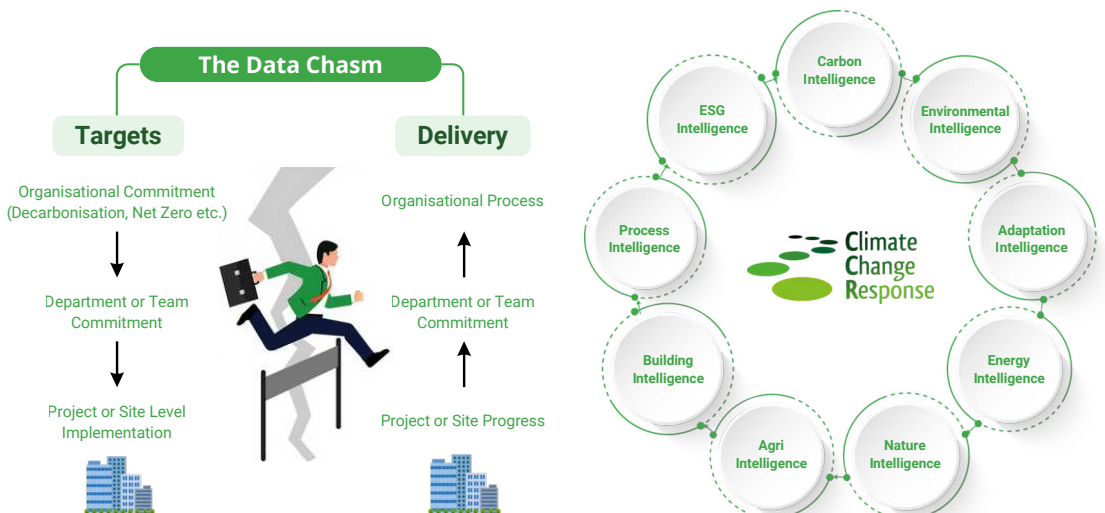 The Data Chasm
Targets
Organisational Commitment
(Decarbonisation, Net Zero etc.)
Department or Team
Commitment
Project or Site Level
Implementation
Delivery
Organisational Process
Department or Team
Commitment
Project or Site Progress
Carbon
Intelligence
Environmental
Intelligence
Adaptation
Intelligence
Energy
Intelligence
Nature
Intelligence
Agri
Intelligence
Building
Intelligence
Process
Intelligence
ESG
Intelligence
Climate
Change
Response